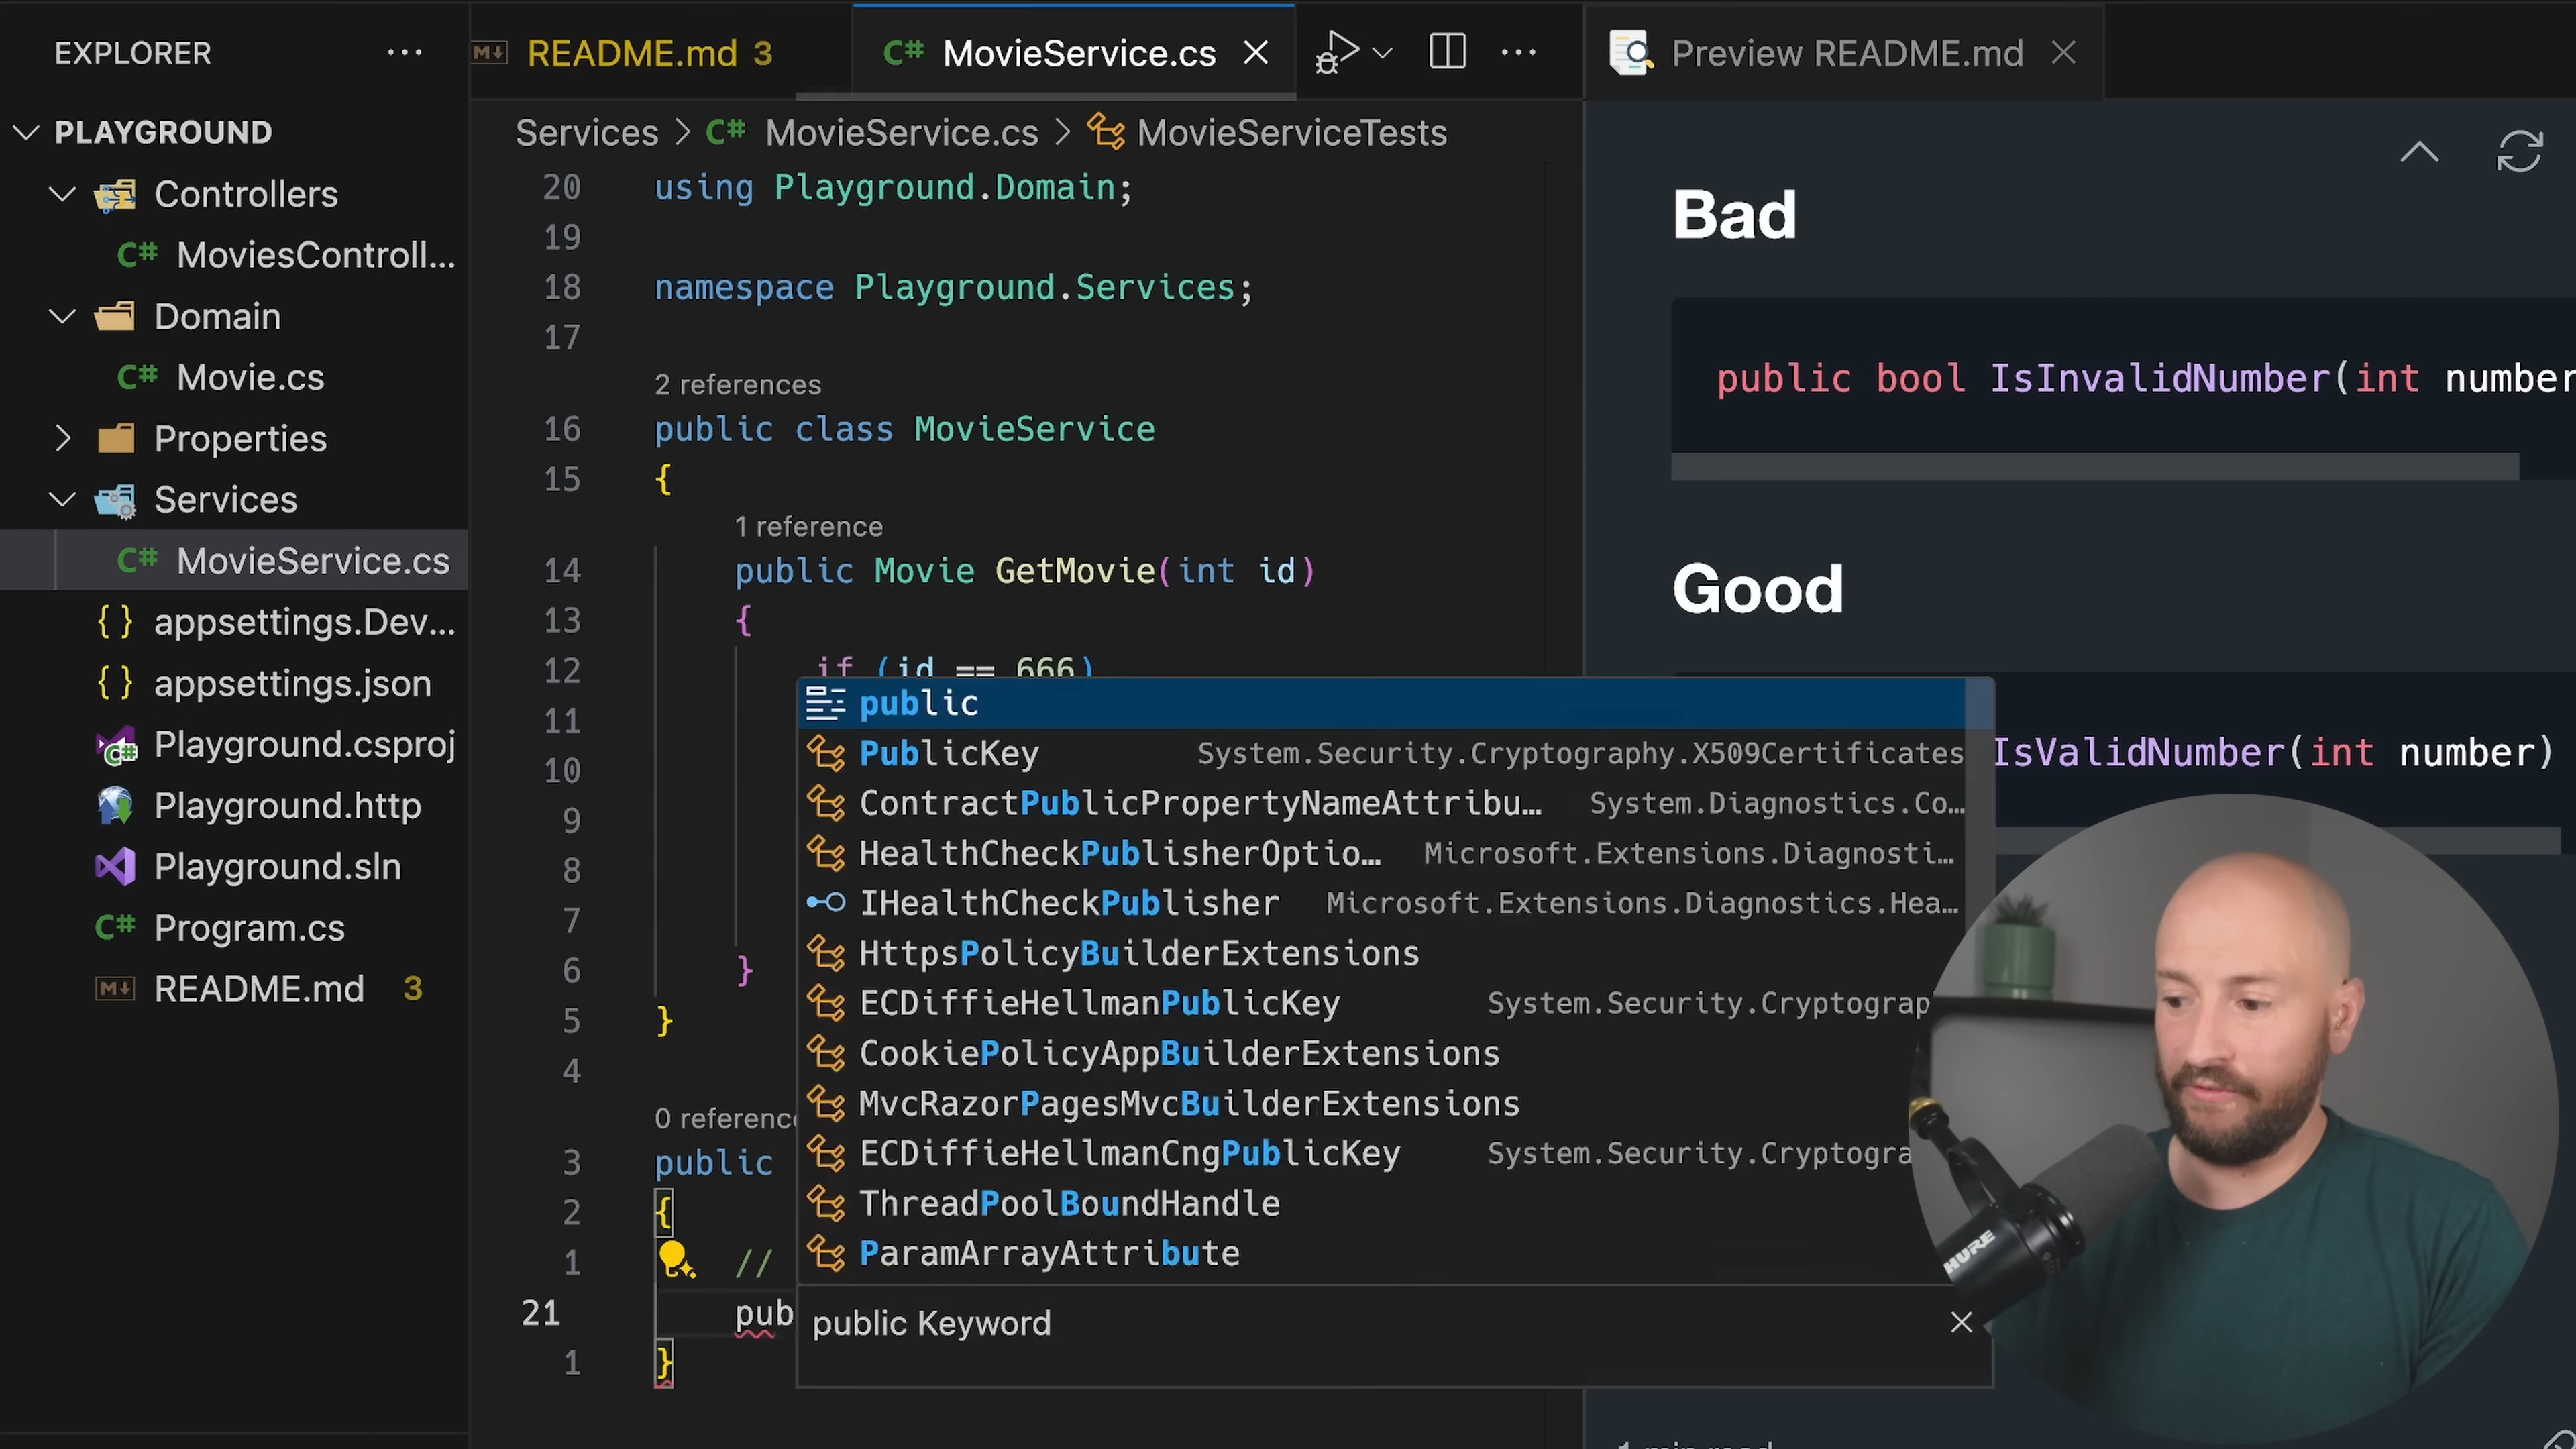 EXPLORER
PLAYGROUND
Controllers
C# MoviesControll...
Domain
C# Movie.cs
Properties
Services
C# MovieService.cs
{ } appsettings.Dev...
{ } appsettings.json
Playground.csproj
Playground.http
Playground.sln
C# Program.cs
README.md 3
README.md 3
C# MovieService.cs
Services > C# MovieService.cs > MovieServiceTests
20 using Playground.Domain;
19
18 namespace Playground.Services;
17
2 references
16 public class MovieService
15 {
1 reference
14 public Movie GetMovie(int id)
13 {
12 if (id == 666)
11
10
9
8
7
6 }
5 }
4
0 reference
3 public
2 {
1 //
21 pub
1 }
public
PublicKey System.Security.Cryptography.X509Certificates
ContractPublicPropertyNameAttribu... System.Diagnostics.Co...
HealthCheckPublisherOptio... Microsoft.Extensions.Diagnosti...
IHealthCheckPublisher Microsoft.Extensions.Diagnostics.Hea...
HttpsPolicyBuilderExtensions
ECDiffieHellmanPublicKey System.Security.Cryptograp
CookiePolicyAppBuilderExtensions
MvcRazorPagesMvcBuilderExtensions
ECDiffieHellmanCngPublicKey System.Security.Cryptogra
ThreadPoolBoundHandle
ParamArrayAttribute
public Keyword
Preview README.md
Bad
public bool IsInvalidNumber(int number
Good
IsValidNumber(int number)
SHURE